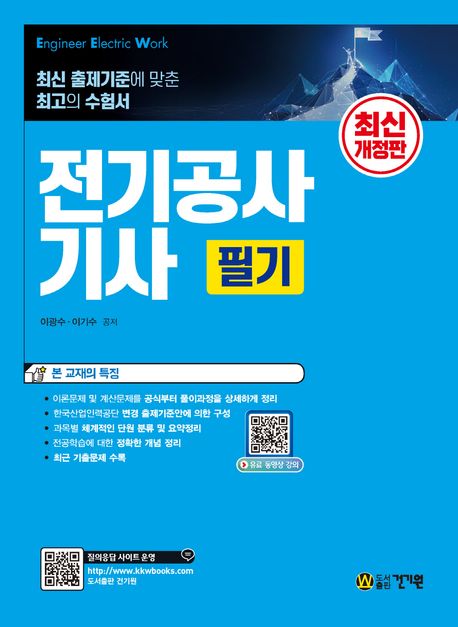 Engineer Electric Work
최신 출제기준에 맞춘
최고의 수험서
최신
개정판
전기공사
기사 필기
이광수·이기수 공저
본 교재의 특징
• 이론문제 및 계산문제를 공식부터 풀이과정을 상세하게 정리
• 한국산업인력공단 변경 출제기준안에 의한 구성
• 과목별 체계적인 단원 분류 및 요약정리
• 전공학습에 대한 정확한 개념 정리
• 최근 기출문제 수록
유료 동영상 강의
질의응답 사이트 운영
http://www.kkwbooks.com
도서출판 건기원
도서
출판 건기원